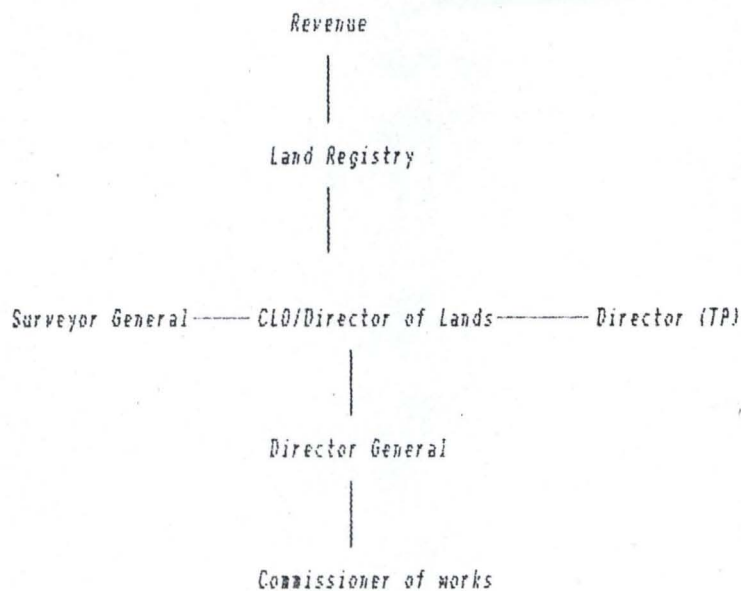 Revenue
Land Registry
Surveyor General CLO/Director of Lands Director (TP)
Director General
Commissioner of works